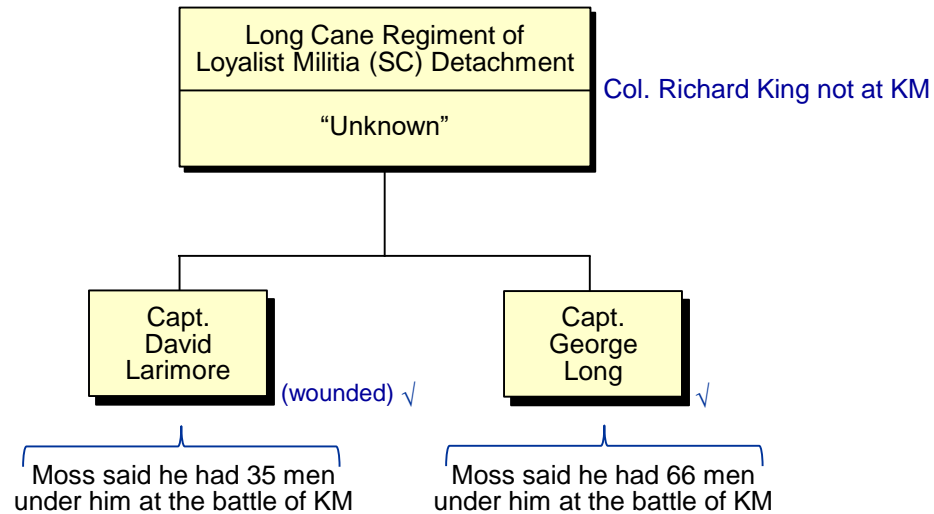 Long Cane Regiment of
Loyalist Militia (SC) Detachment
Col. Richard King not at KM
“Unknown”
Capt.
David
Larimore
(wounded) √
Capt.
George
Long
√
Moss said he had 35 men
under him at the battle of KM
Moss said he had 66 men
under him at the battle of KM